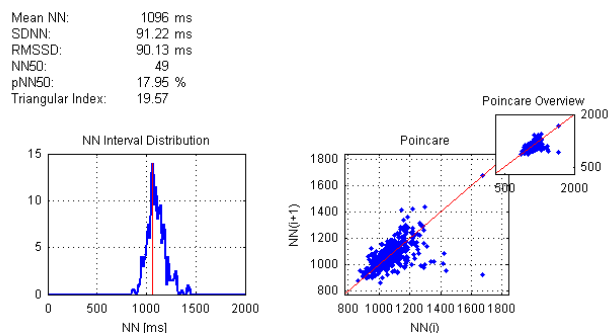 Mean NN: 1096 ms
SDNN: 91.22 ms
RMSSD: 90.13 ms
NN50: 49
pNN50: 17.95 %
Triangular Index: 19.57
Poincare Overview
2000
500
500 2000
NN Interval Distribution
15
10
5
0
0 500 1000 1500 2000
NN [ms]
Poincare
1800
1600
1400
1200
1000
800
800 1000 1200 1400 1600 1800
NN(i+1)
NN(i)